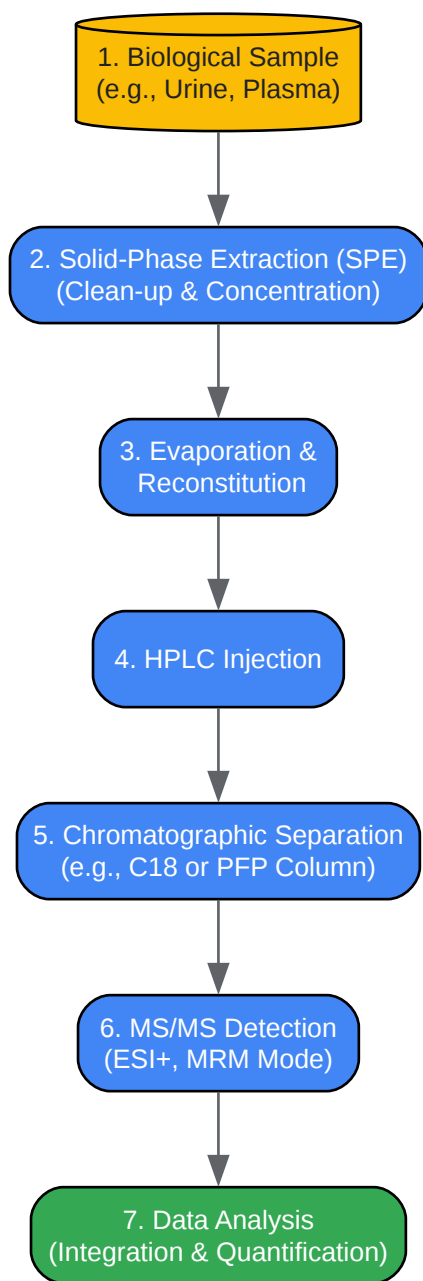 1. Biological Sample
(e.g., Urine, Plasma)
2. Solid-Phase Extraction (SPE)
(Clean-up & Concentration)
3. Evaporation &
Reconstitution
4. HPLC Injection
5. Chromatographic Separation
(e.g., C18 or PFP Column)
6. MS/MS Detection
(ESI+, MRM Mode)
7. Data Analysis
(Integration & Quantification)